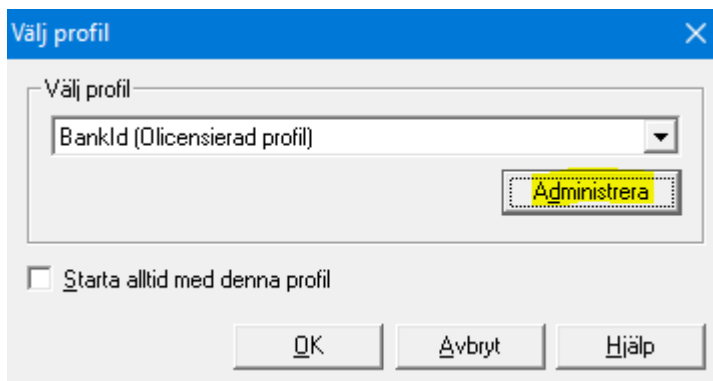 Välj profil
Välj profil
BankId (Olicensierad profil)
Administrera
Starta alltid med denna profil
OK Avbryt Hjälp